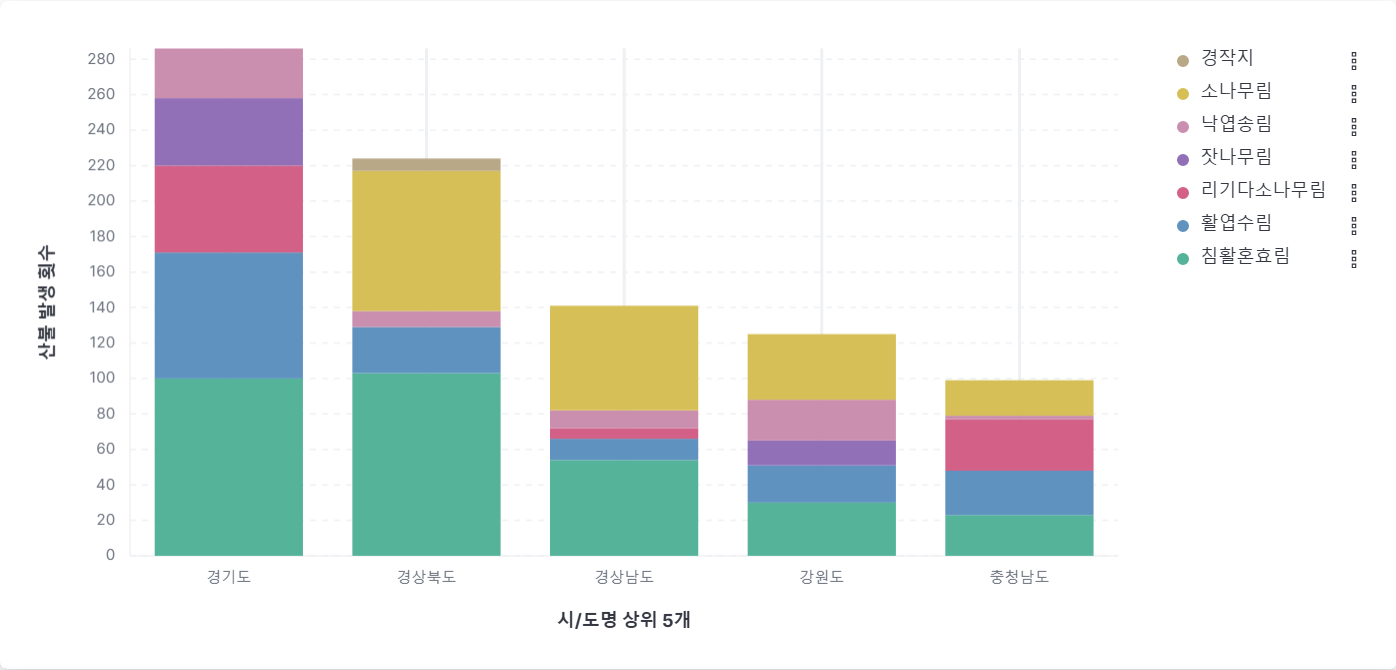 280
260
240
220
200
180
160
140
120
100
80
60
40
20
0
산불 발생 횟수
경기도
경상북도
경상남도
강원도
충청남도
시/도명 상위 5개
경작지
소나무림
낙엽송림
잣나무림
리기다소나무림
활엽수림
침활혼효림